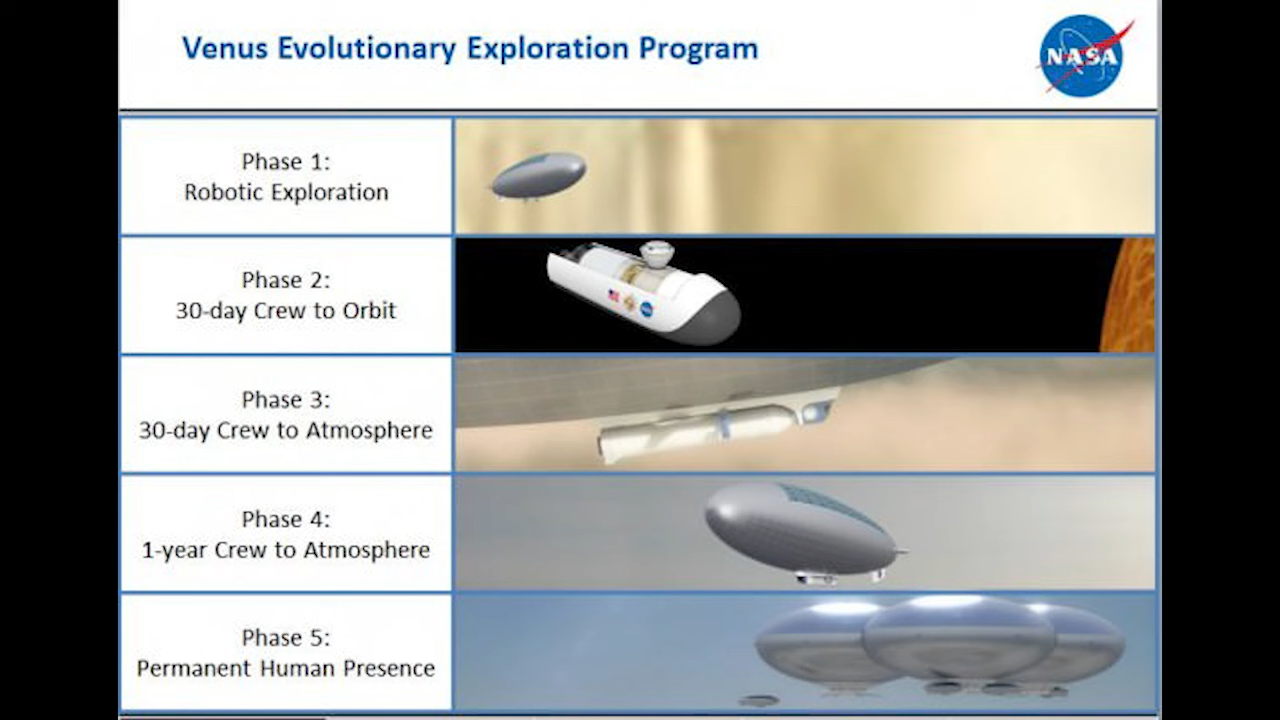 Venus Evolutionary Exploration Program
NASA
Phase 1:
Robotic Exploration
Phase 2:
30-day Crew to Orbit
Phase 3:
30-day Crew to Atmosphere
Phase 4:
1-year Crew to Atmosphere
Phase 5:
Permanent Human Presence